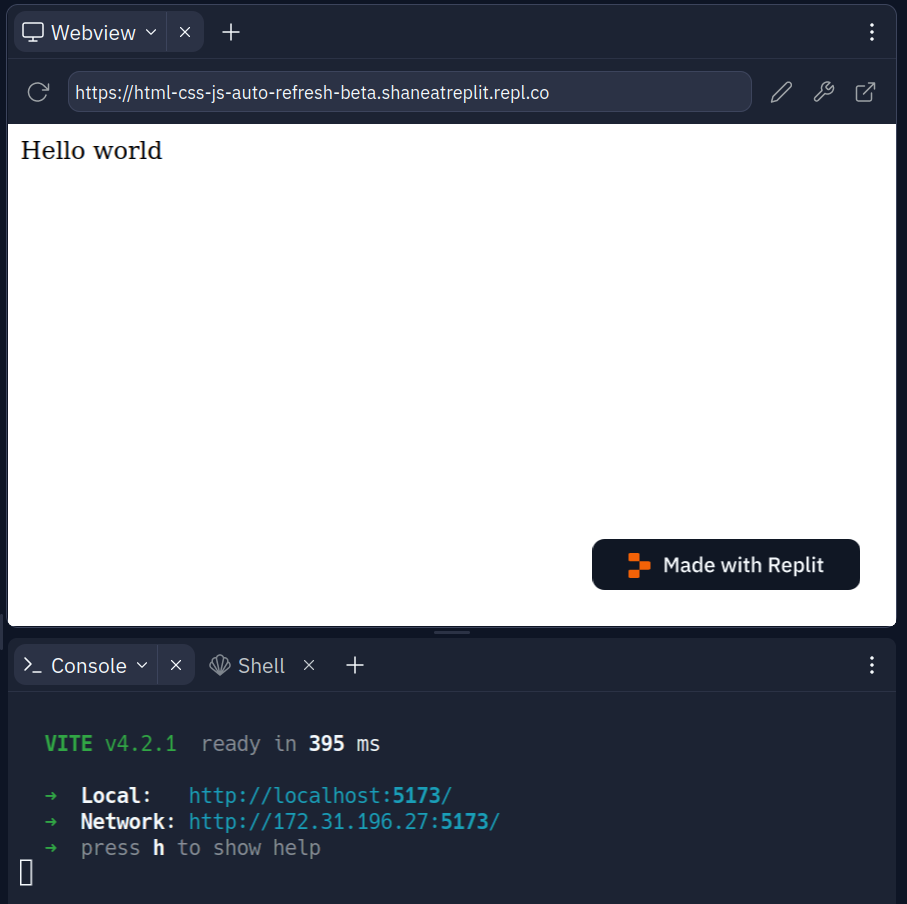 Webview
https://html-css-js-auto-refresh-beta.shaneatreplit.repl.co
Hello world
Made with Replit
Console Shell
VITE v4.2.1 ready in 395 ms
➜ Local: http://localhost:5173/
➜ Network: http://172.31.196.27:5173/
➜ press h to show help